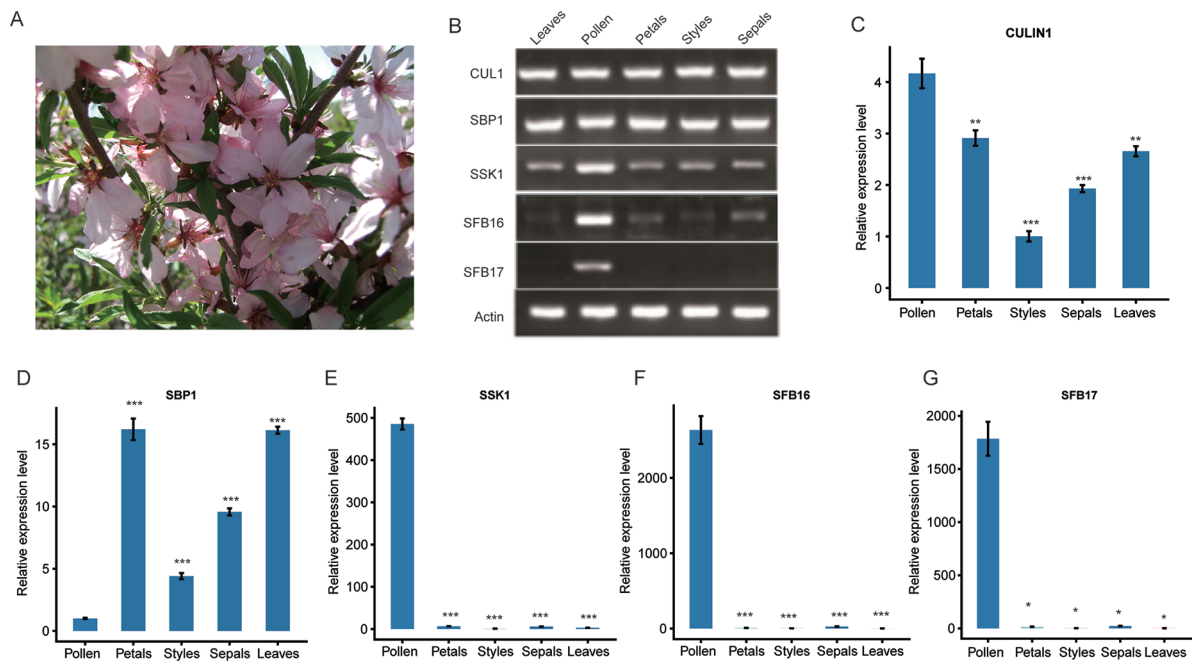 A
B
Leaves
Pollen
Petals
Styles
Sepals
CUL1
SBP1
SSK1
SFB16
SFB17
Actin
C
CULIN1
Relative expression level
4
3
2
1
0
**
***
***
**
Pollen Petals Styles Sepals Leaves
D
SBP1
Relative expression level
15
10
5
0
***
***
***
***
Pollen Petals Styles Sepals Leaves
E
SSK1
Relative expression level
500
400
300
200
100
0
*** *** *** ***
Pollen Petals Styles Sepals Leaves
F
SFB16
Relative expression level
2000
1000
0
*** *** *** ***
Pollen Petals Styles Sepals Leaves
G
SFB17
Relative expression level
2000
1500
1000
500
0
* * * *
Pollen Petals Styles Sepals Leaves